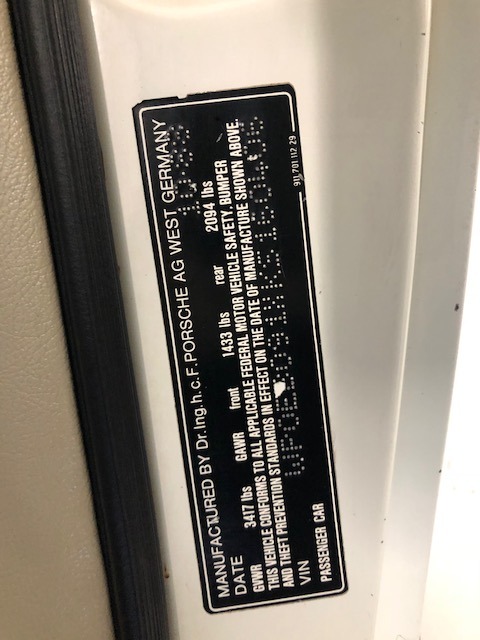 MANUFACTURED BY Dr.Ing.h.c.F.PORSCHE AG WEST GERMANY
DATE
GVWR 3417 lbs GAWR front 1433 lbs rear 2094 lbs
THIS VEHICLE CONFORMS TO ALL APPLICABLE FEDERAL MOTOR VEHICLE SAFETY, BUMPER
AND THEFT PREVENTION STANDARDS IN EFFECT ON THE DATE OF MANUFACTURE SHOWN ABOVE.
VIN
PASSENGER CAR
911 701 112 29